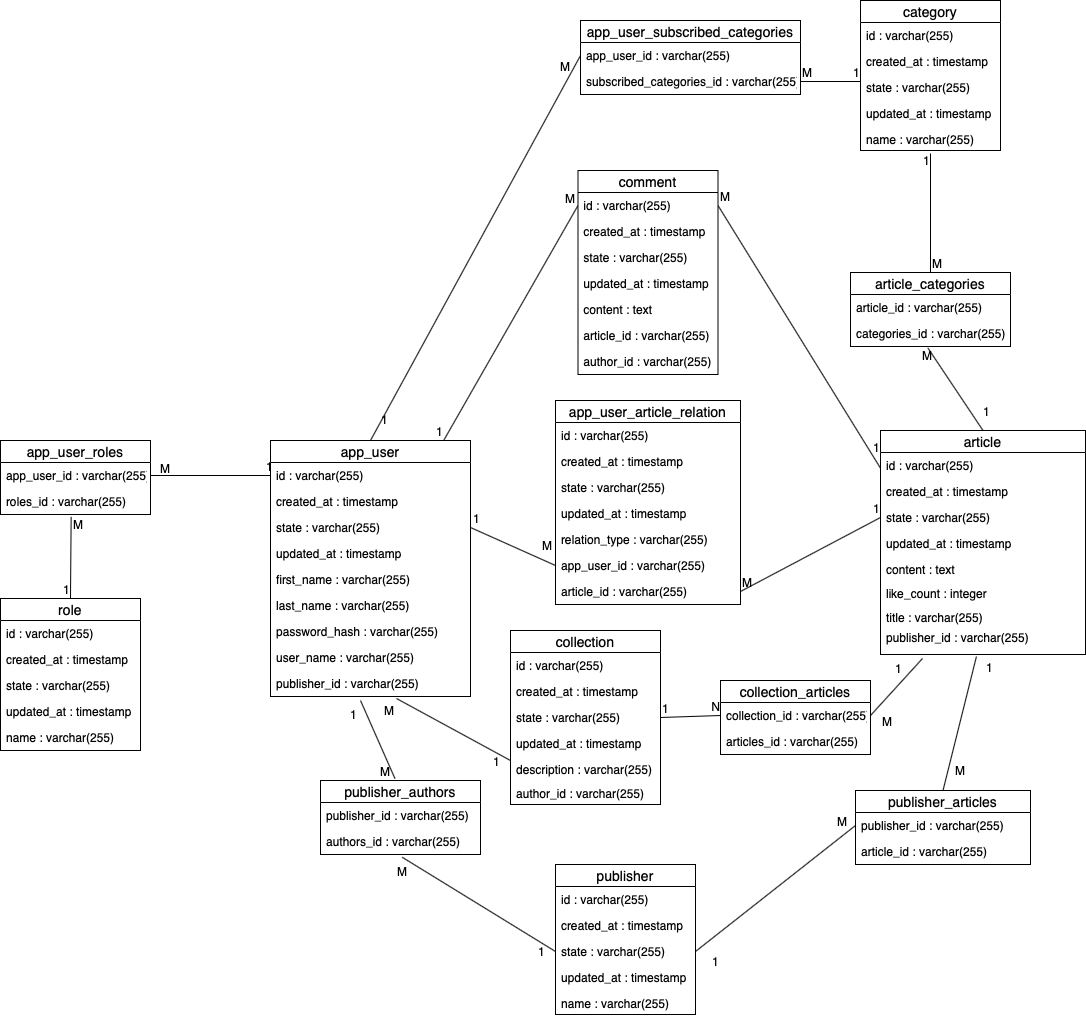 app_user_subscribed_categories
app_user_id : varchar(255)
subscribed_categories_id : varchar(255
M
M
1
category
id : varchar(255)
created_at : timestamp
state : varchar(255)
updated_at : timestamp
name : varchar(255)
1
M
comment
id : varchar(255)
created_at : timestamp
state : varchar(255)
updated_at : timestamp
content : text
article_id : varchar(255)
author_id : varchar(255)
M
M
article_categories
article_id : varchar(255)
categories_id : varchar(255)
M
1
app_user_article_relation
id : varchar(255)
created_at : timestamp
state : varchar(255)
updated_at : timestamp
relation_type : varchar(255)
app_user_id : varchar(255)
article_id : varchar(255)
1
1
M
M
1
1
app_user_roles
app_user_id : varchar(255
roles_id : varchar(255)
M
1
M
1
app_user
id : varchar(255)
created_at : timestamp
state : varchar(255)
updated_at : timestamp
first_name : varchar(255)
last_name : varchar(255)
password_hash : varchar(255)
user_name : varchar(255)
publisher_id : varchar(255)
1
article
id : varchar(255)
created_at : timestamp
state : varchar(255)
updated_at : timestamp
content : text
like_count : integer
title : varchar(255)
publisher_id : varchar(255)
role
id : varchar(255)
created_at : timestamp
state : varchar(255)
updated_at : timestamp
name : varchar(255)
collection
id : varchar(255)
created_at : timestamp
state : varchar(255)
updated_at : timestamp
description : varchar(255)
author_id : varchar(255)
1
N
collection_articles
collection_id : varchar(255
articles_id : varchar(255)
1
M
1
M
1
M
1
M
publisher_authors
publisher_id : varchar(255)
authors_id : varchar(255)
M
1
publisher_articles
publisher_id : varchar(255)
article_id : varchar(255)
M
1
publisher
id : varchar(255)
created_at : timestamp
state : varchar(255)
updated_at : timestamp
name : varchar(255)